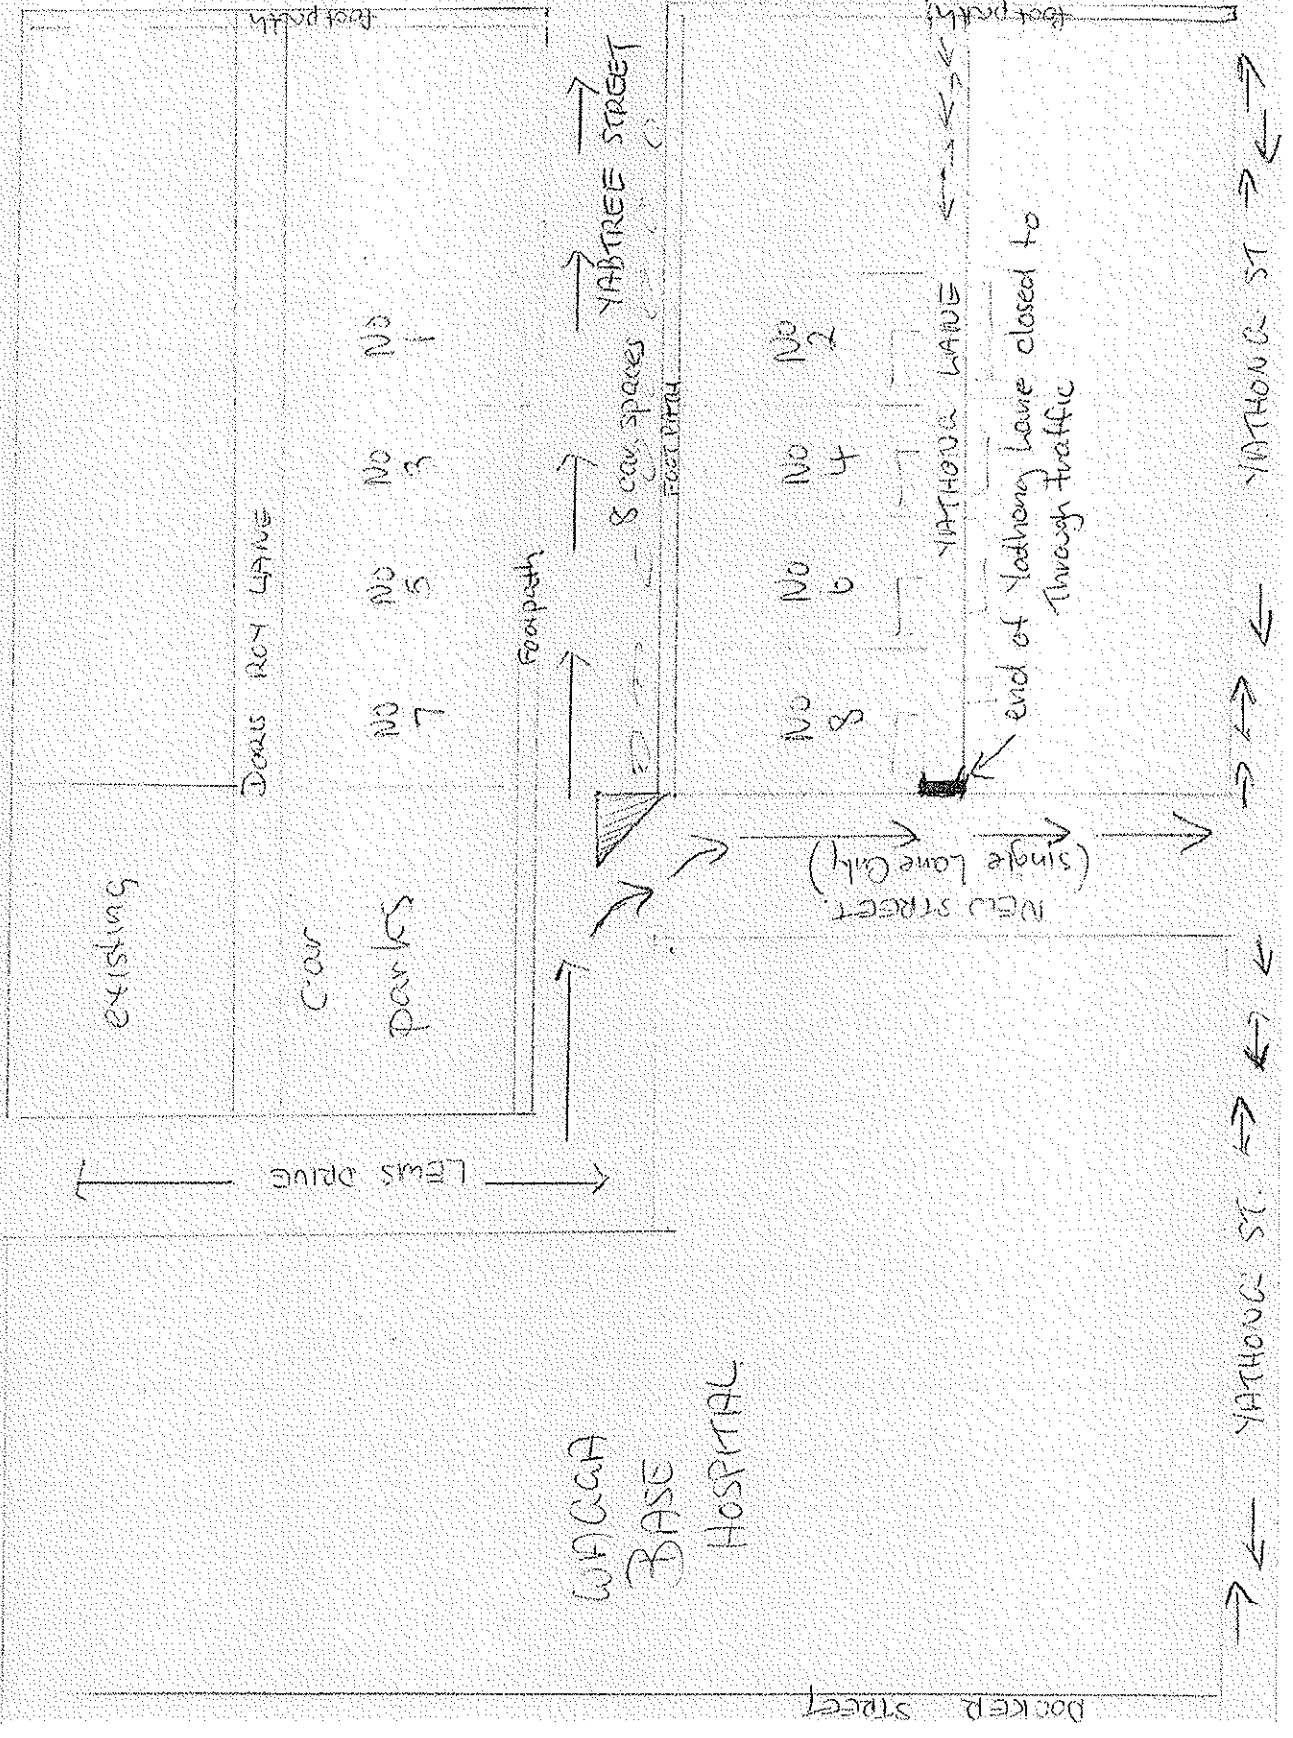 footpath
footpath
DORIS ROY LANE
NO
7
NO
5
NO
3
NO
1
existing
car
parks
Footpath
YABTREE STREET
8 car spaces
FOOTPATH
LEWIS DRIVE
NO
8
NO
6
NO
4
NO
2
YATHONG LANE
end of Yathong Lane closed to
Through traffic
NEW STREET.
(single Lane Only)
WAGGA
BASE
HOSPITAL
DOCKER STREET
YATHONG ST.
YATHONG ST